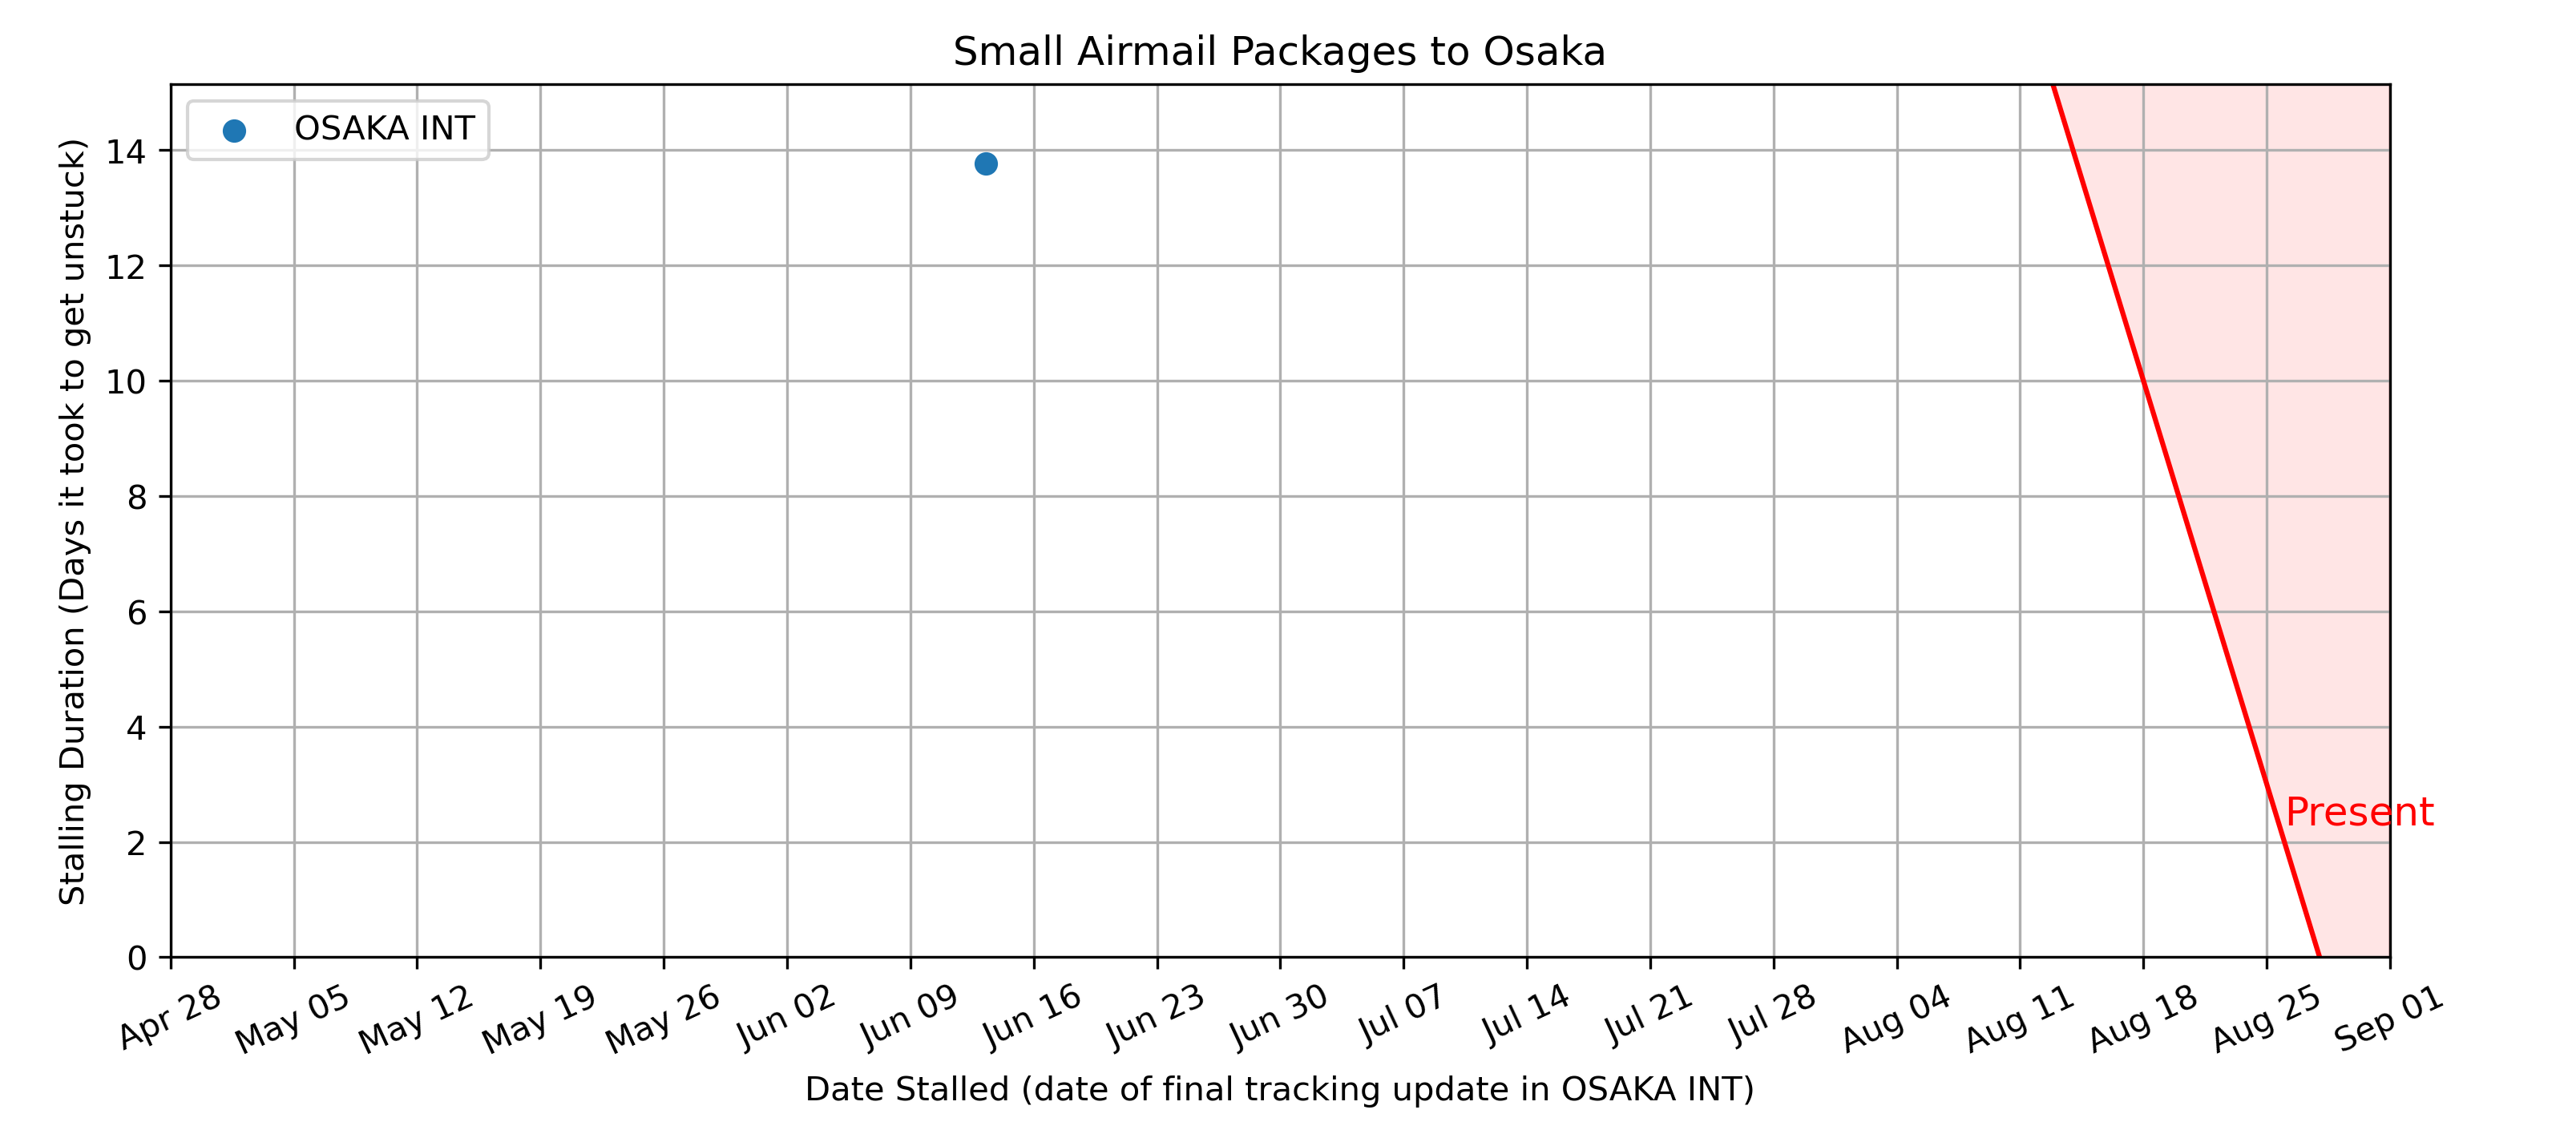 Small Airmail Packages to Osaka
OSAKA INT
Stalling Duration (Days it took to get unstuck)
14
12
10
8
6
4
2
0
Present
Apr 28
May 05
May 12
May 19
May 26
Jun 02
Jun 09
Jun 16
Jun 23
Jun 30
Jul 07
Jul 14
Jul 21
Jul 28
Aug 04
Aug 11
Aug 18
Aug 25
Sep 01
Date Stalled (date of final tracking update in OSAKA INT)